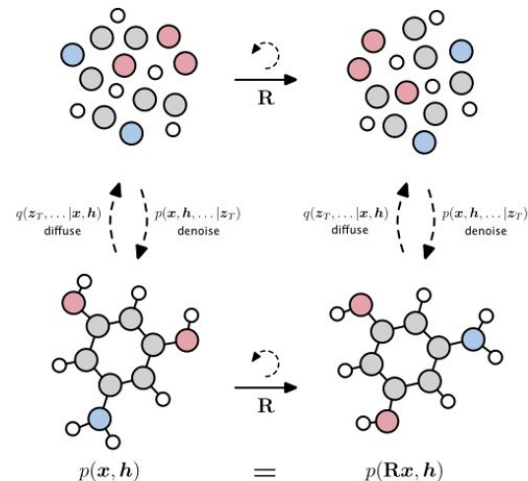 R
q(z_T, ...|x, h) p(x, h, ...|z_T) q(z_T, ...|x, h) p(x, h, ...|z_T)
diffuse denoise diffuse denoise
R
p(x, h) = p(Rx, h)